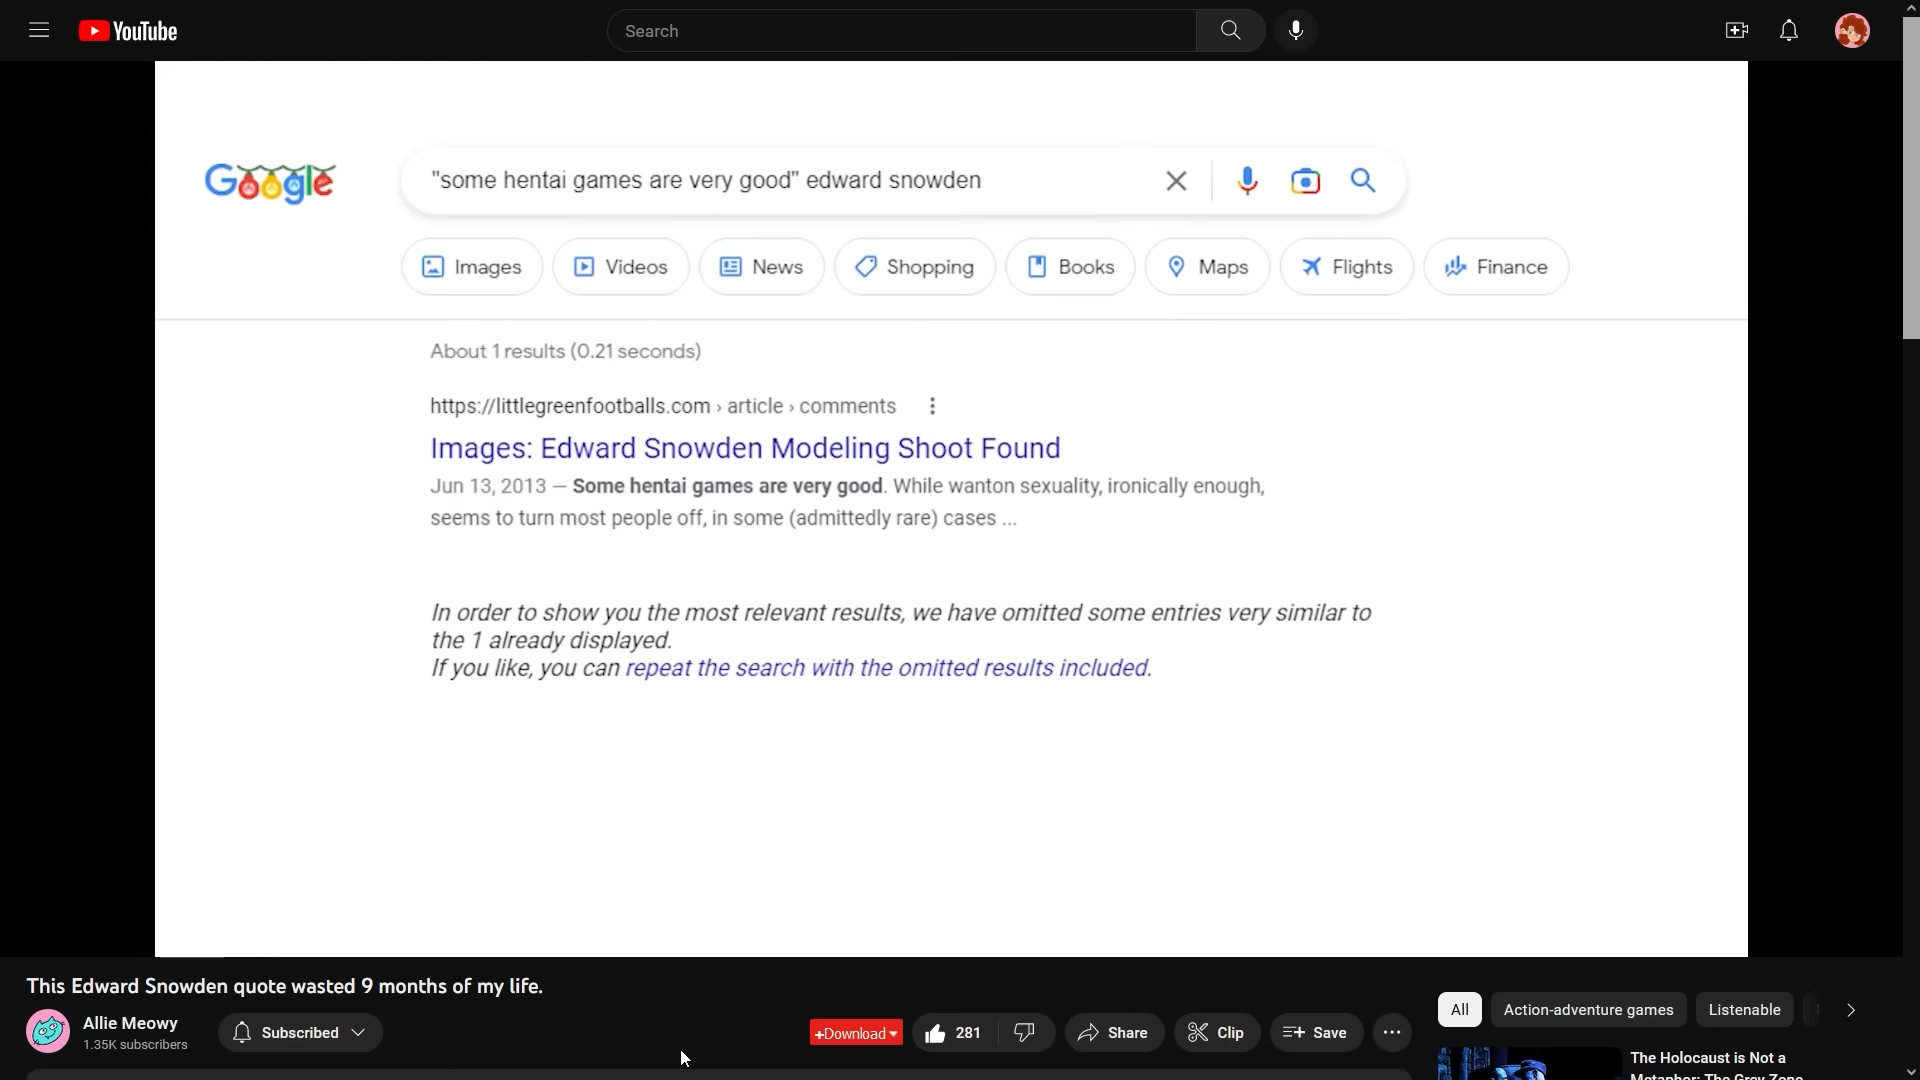 YouTube
Search
Google
"some hentai games are very good" edward snowden
Images
Videos
News
Shopping
Books
Maps
Flights
Finance
About 1 results (0.21 seconds)
https://littlegreenfootballs.com › article › comments
Images: Edward Snowden Modeling Shoot Found
Jun 13, 2013 — Some hentai games are very good. While wanton sexuality, ironically enough,
seems to turn most people off, in some (admittedly rare) cases ...
In order to show you the most relevant results, we have omitted some entries very similar to
the 1 already displayed.
If you like, you can repeat the search with the omitted results included.
This Edward Snowden quote wasted 9 months of my life.
Allie Meowy
1.35K subscribers
Subscribed
+Download
281
Share
Clip
Save
All
Action-adventure games
Listenable
The Holocaust is Not a
Metaphor: The Grey Zone